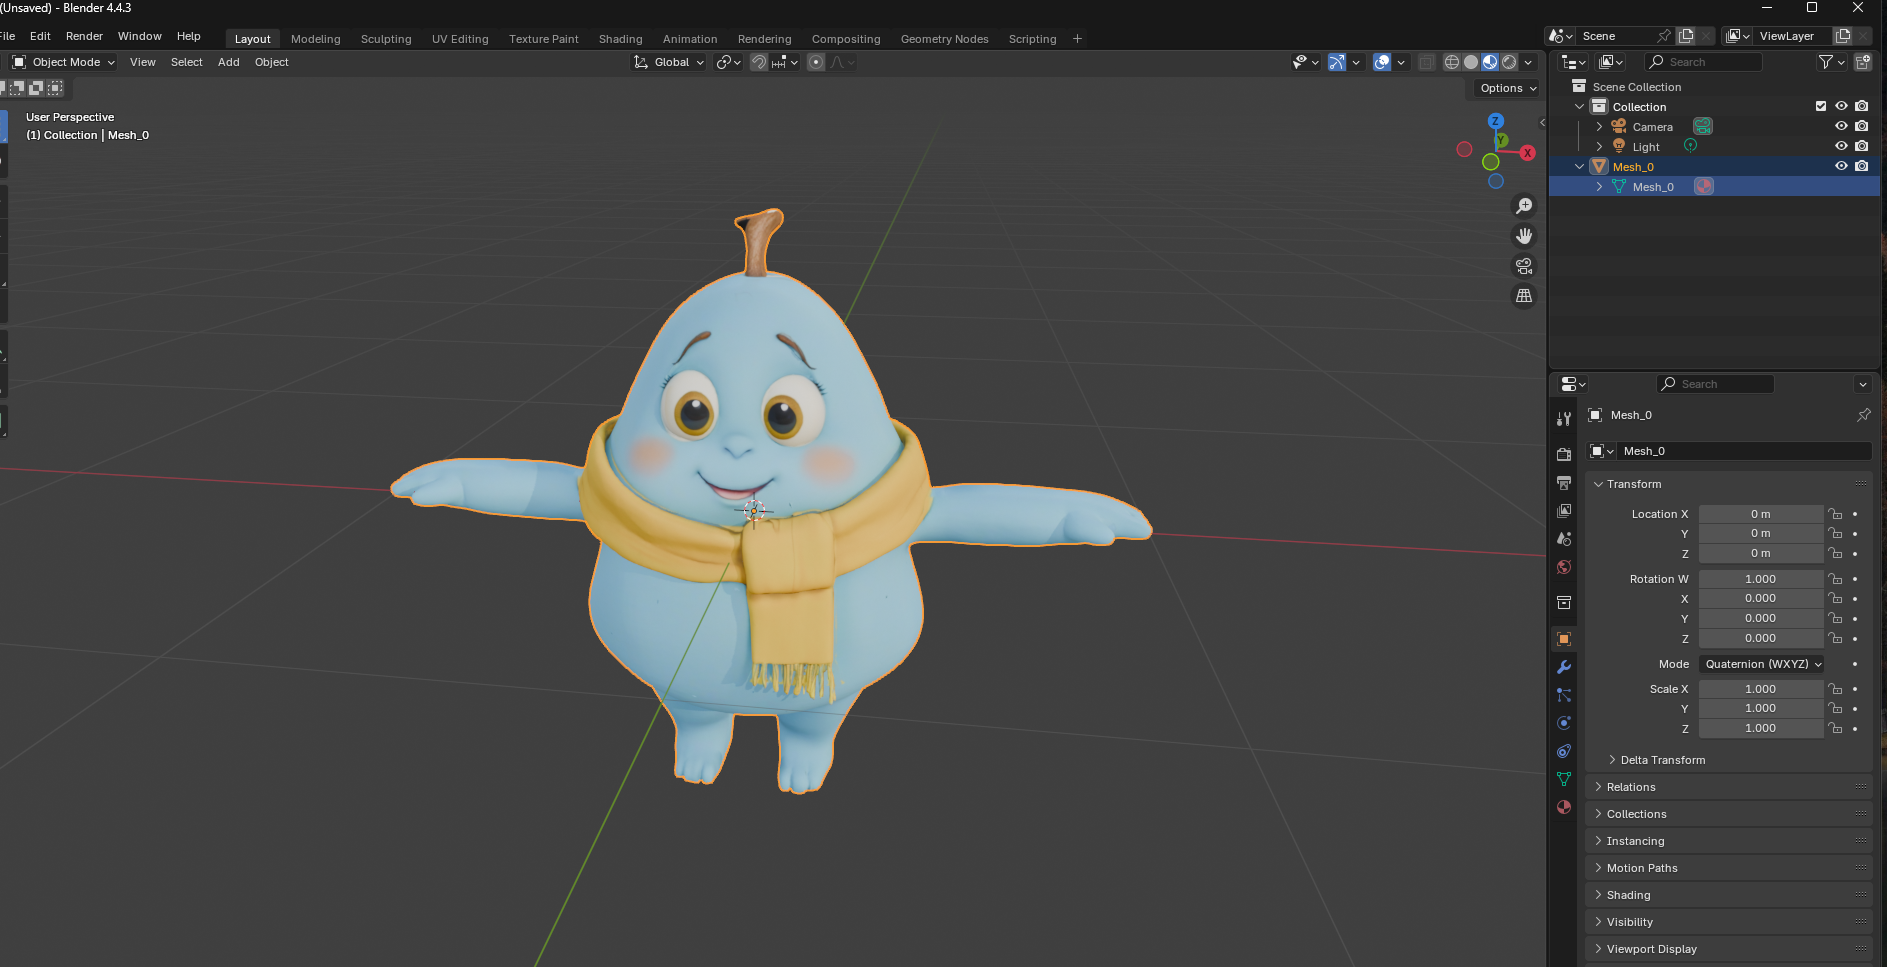 (Unsaved) - Blender 4.4.3
File Edit Render Window Help Layout Modeling Sculpting UV Editing Texture Paint Shading Animation Rendering Compositing Geometry Nodes Scripting + Scene ViewLayer
Object Mode View Select Add Object Global Search
Options
User Perspective
(1) Collection | Mesh_0
Z
Y
X
Scene Collection
Collection
Camera
Light
Mesh_0
Mesh_0
Search
Mesh_0
Mesh_0
Transform
Location X 0 m
Y 0 m
Z 0 m
Rotation W 1.000
X 0.000
Y 0.000
Z 0.000
Mode Quaternion (WXYZ)
Scale X 1.000
Y 1.000
Z 1.000
Delta Transform
Relations
Collections
Instancing
Motion Paths
Shading
Visibility
Viewport Display